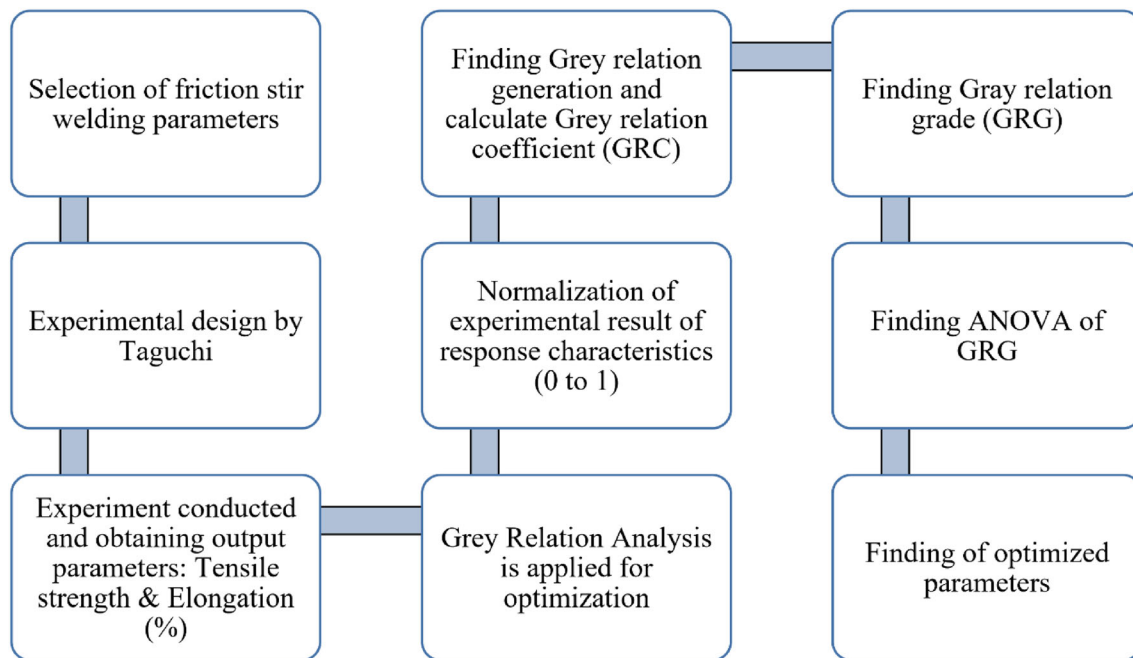 Selection of friction stir
welding parameters
Experimental design by
Taguchi
Experiment conducted
and obtaining output
parameters: Tensile
strength & Elongation
(%)
Grey Relation Analysis
is applied for
optimization
Normalization of
experimental result of
response characteristics
(0 to 1)
Finding Grey relation
generation and
calculate Grey relation
coefficient (GRC)
Finding Gray relation
grade (GRG)
Finding ANOVA of
GRG
Finding of optimized
parameters